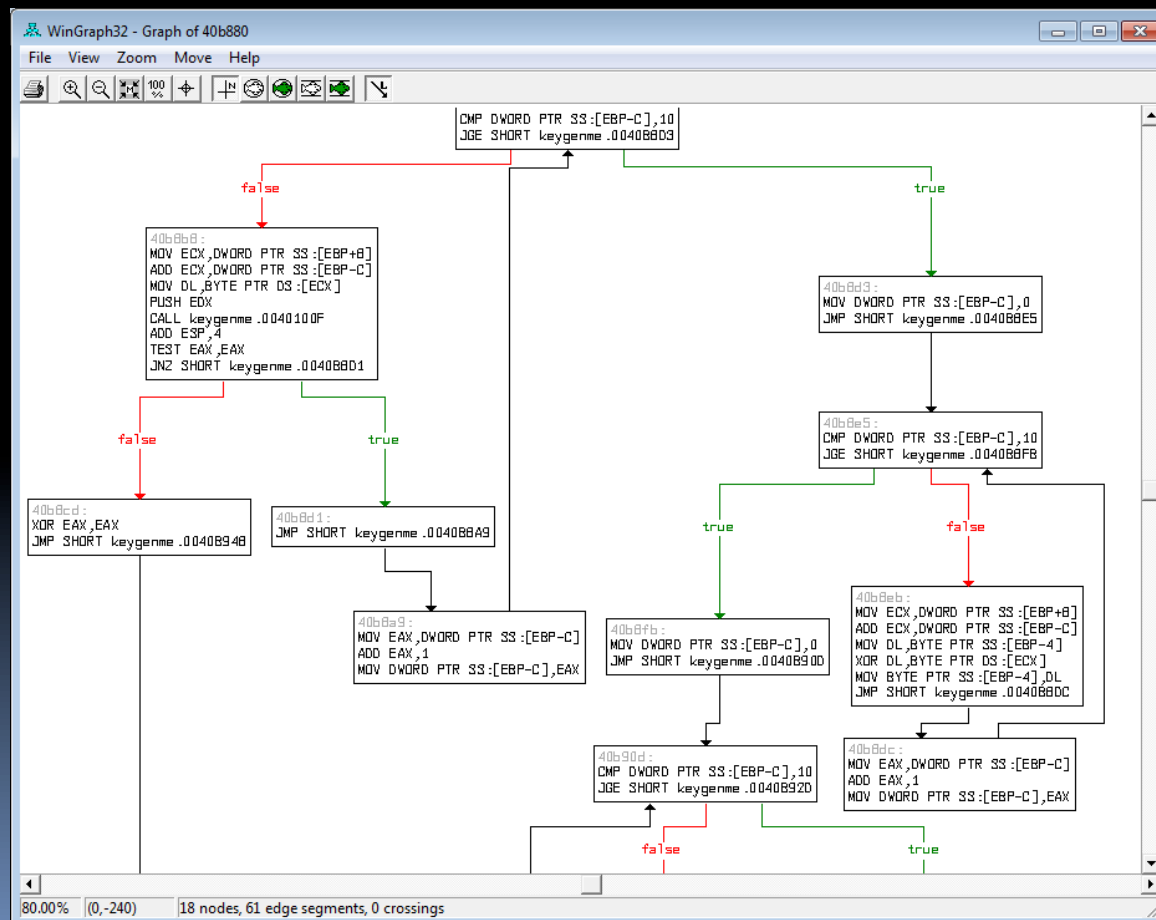 WinGraph32 - Graph of 40b880
File View Zoom Move Help
100
%
N
CMP DWORD PTR SS:[EBP-C],10
JGE SHORT keygenme.0040B8D3
false
true
40b8b8:
MOV ECX,DWORD PTR SS:[EBP+8]
ADD ECX,DWORD PTR SS:[EBP-C]
MOV DL,BYTE PTR DS:[ECX]
PUSH EDX
CALL keygenme.0040100F
ADD ESP,4
TEST EAX,EAX
JNZ SHORT keygenme.0040B8D1
40b8d3:
MOV DWORD PTR SS:[EBP-C],0
JMP SHORT keygenme.0040B8E5
false
true
40b8e5:
CMP DWORD PTR SS:[EBP-C],10
JGE SHORT keygenme.0040B8FB
40b8cd:
XOR EAX,EAX
JMP SHORT keygenme.0040B948
40b8d1:
JMP SHORT keygenme.0040B8A9
true
false
40b8a9:
MOV EAX,DWORD PTR SS:[EBP-C]
ADD EAX,1
MOV DWORD PTR SS:[EBP-C],EAX
40b8fb:
MOV DWORD PTR SS:[EBP-C],0
JMP SHORT keygenme.0040B90D
40b8eb:
MOV ECX,DWORD PTR SS:[EBP+8]
ADD ECX,DWORD PTR SS:[EBP-C]
MOV DL,BYTE PTR SS:[EBP-4]
XOR DL,BYTE PTR DS:[ECX]
MOV BYTE PTR SS:[EBP-4],DL
JMP SHORT keygenme.0040B8DC
40b90d:
CMP DWORD PTR SS:[EBP-C],10
JGE SHORT keygenme.0040B92D
40b8dc:
MOV EAX,DWORD PTR SS:[EBP-C]
ADD EAX,1
MOV DWORD PTR SS:[EBP-C],EAX
false
true
80.00% (0,-240) 18 nodes, 61 edge segments, 0 crossings